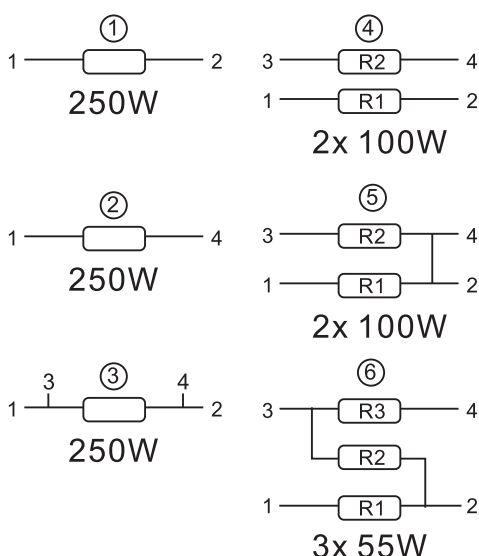 ①
1 2
250W
②
1 4
250W
③
3 4
1 2
250W
④
3 R2 4
1 R1 2
2x 100W
⑤
3 R2 4
1 R1 2
2x 100W
⑥
3 R3 4
R2
1 R1 2
3x 55W